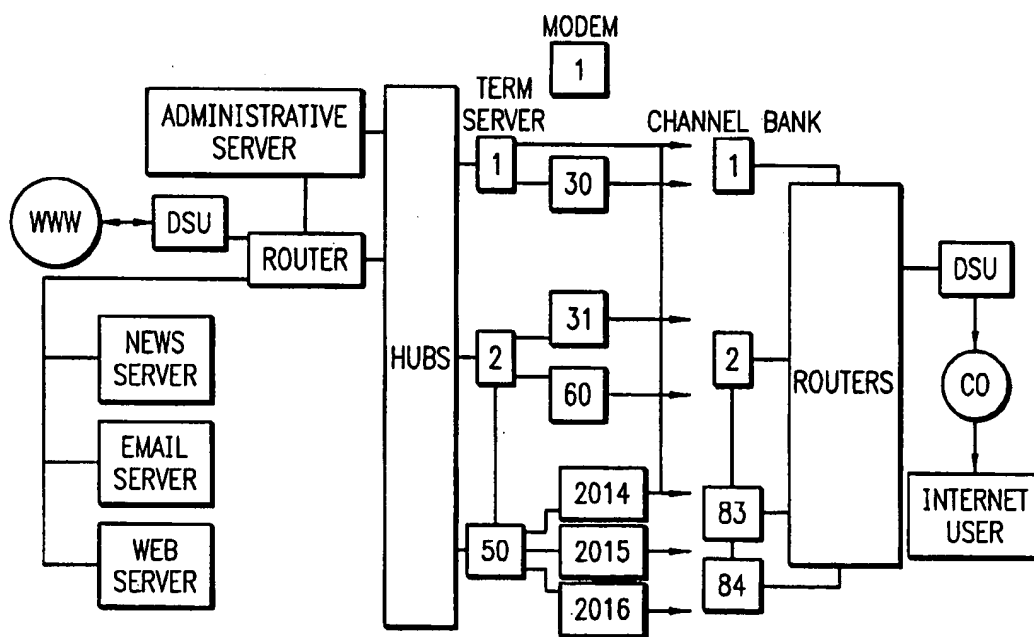 MODEM
1
TERM
SERVER
CHANNEL BANK
ADMINISTRATIVE
SERVER
1
30
1
WWW
DSU
ROUTER
HUBS
31
2
60
2
ROUTERS
DSU
CO
INTERNET
USER
NEWS
SERVER
EMAIL
SERVER
WEB
SERVER
50
2014
2015
2016
83
84